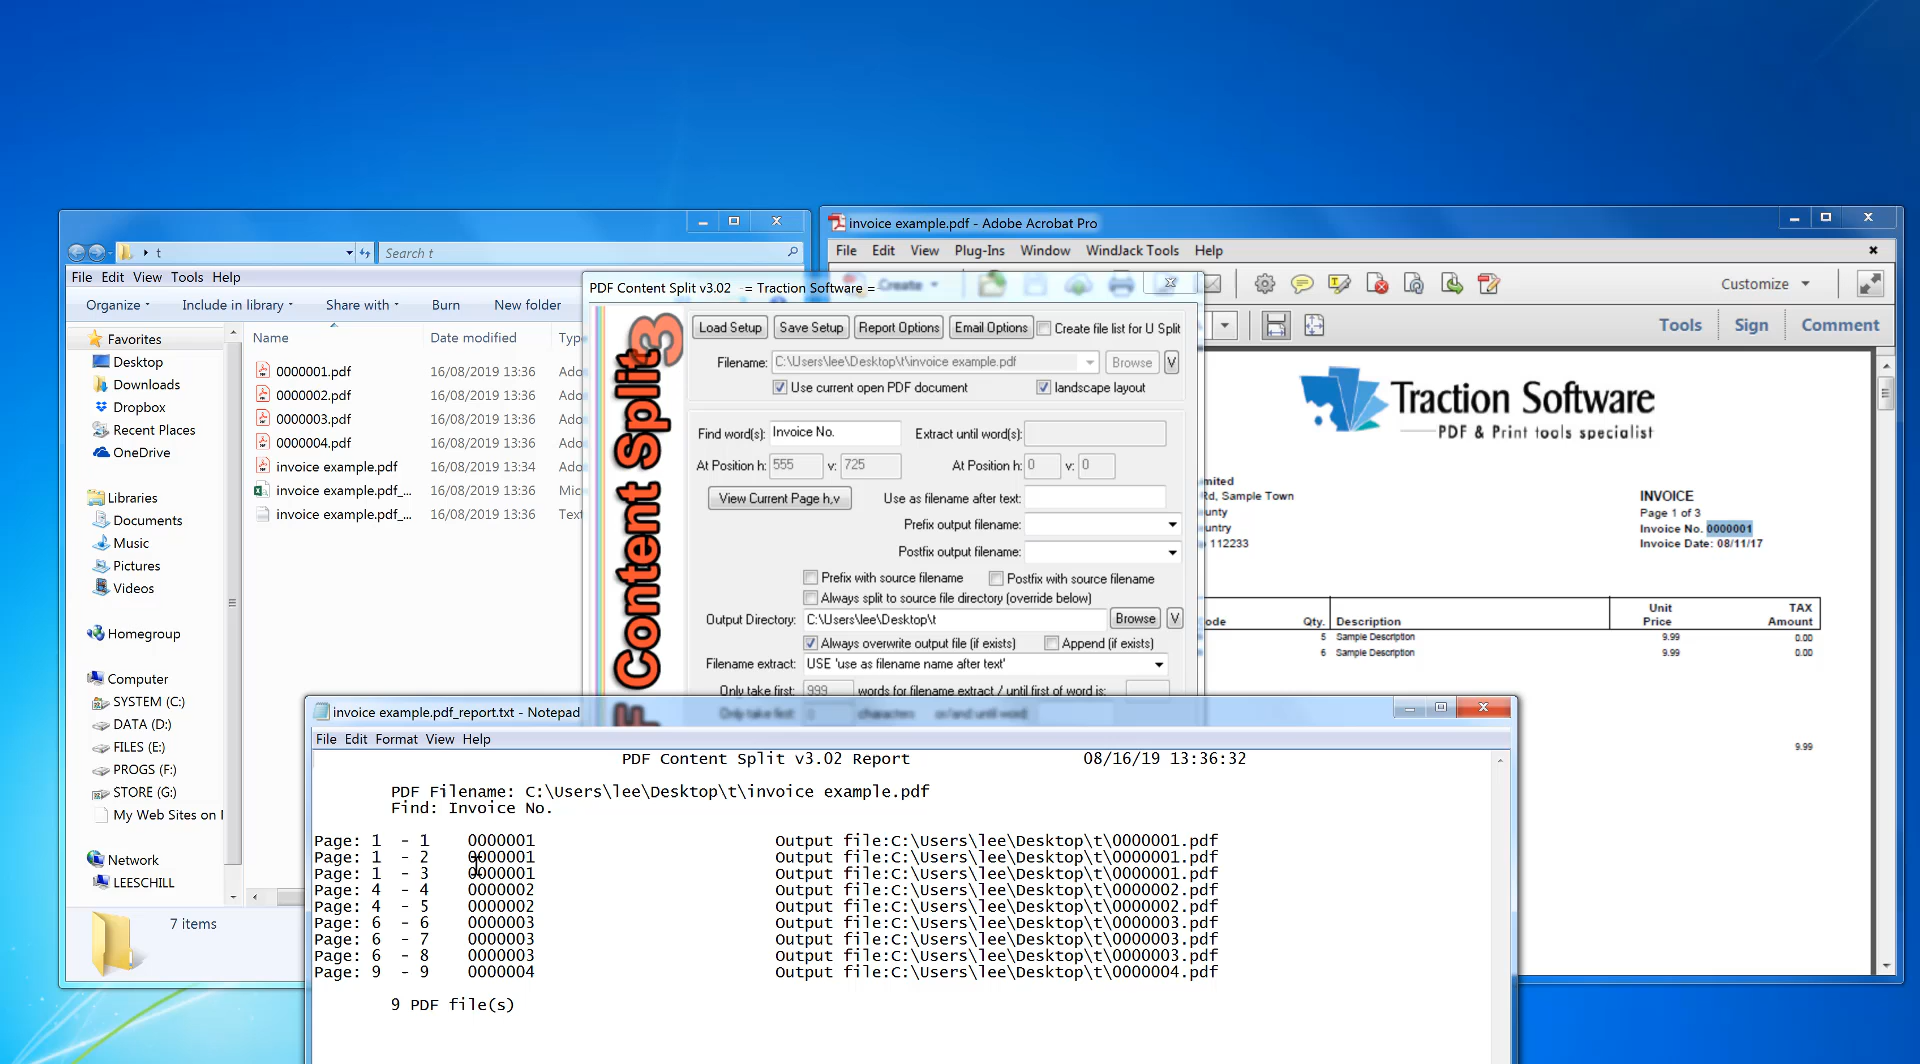 t
Search t
File Edit View Tools Help
Organize Include in library Share with Burn New folder
Favorites
Desktop
Downloads
Dropbox
Recent Places
OneDrive
Libraries
Documents
Music
Pictures
Videos
Homegroup
Computer
SYSTEM (C:)
DATA (D:)
FILES (E:)
PROGS (F:)
STORE (G:)
My Web Sites on
Network
LEESCHILL
Name Date modified Typ
0000001.pdf 16/08/2019 13:36 Ado
0000002.pdf 16/08/2019 13:36 Ado
0000003.pdf 16/08/2019 13:36 Ado
0000004.pdf 16/08/2019 13:36 Ado
invoice example.pdf 16/08/2019 13:34 Ado
invoice example.pdf_... 16/08/2019 13:36 Mic
invoice example.pdf_... 16/08/2019 13:36 Text
7 items
PDF Content Split v3.02 -= Traction Software =
Content Split 3
Load Setup Save Setup Report Options Email Options Create file list for U Split
Filename: C:\Users\lee\Desktop\t\invoice example.pdf Browse V
Use current open PDF document landscape layout
Find word(s): Invoice No. Extract until word(s):
At Position h: 555 v: 725 At Position h: 0 v: 0
View Current Page h,v Use as filename after text:
Prefix output filename:
Postfix output filename:
Prefix with source filename Postfix with source filename
Always split to source file directory (override below)
Output Directory: C:\Users\lee\Desktop\t Browse V
Always overwrite output file (if exists) Append (if exists)
Filename extract: USE 'use as filename name after text'
Only take first: 999 words for filename extract / until first of word is:
Only take first: characters or/and until word:
invoice example.pdf - Adobe Acrobat Pro
File Edit View Plug-Ins Window WindJack Tools Help
Create Customize
Tools Sign Comment
Traction Software
PDF & Print tools specialist
mited
Rd, Sample Town
unty
untry
112233
INVOICE
Page 1 of 3
Invoice No. 0000001
Invoice Date: 08/11/17
ode Qty. Description Unit Price TAX Amount
5 Sample Description 9.99 0.00
6 Sample Description 9.99 0.00
9.99
invoice example.pdf_report.txt - Notepad
File Edit Format View Help
PDF Content Split v3.02 Report 08/16/19 13:36:32
PDF Filename: C:\Users\lee\Desktop\t\invoice example.pdf
Find: Invoice No.
Page: 1 - 1 0000001 Output file:C:\Users\lee\Desktop\t\0000001.pdf
Page: 1 - 2 0000001 Output file:C:\Users\lee\Desktop\t\0000001.pdf
Page: 1 - 3 0000001 Output file:C:\Users\lee\Desktop\t\0000001.pdf
Page: 4 - 4 0000002 Output file:C:\Users\lee\Desktop\t\0000002.pdf
Page: 4 - 5 0000002 Output file:C:\Users\lee\Desktop\t\0000002.pdf
Page: 6 - 6 0000003 Output file:C:\Users\lee\Desktop\t\0000003.pdf
Page: 6 - 7 0000003 Output file:C:\Users\lee\Desktop\t\0000003.pdf
Page: 6 - 8 0000003 Output file:C:\Users\lee\Desktop\t\0000003.pdf
Page: 9 - 9 0000004 Output file:C:\Users\lee\Desktop\t\0000004.pdf
9 PDF file(s)